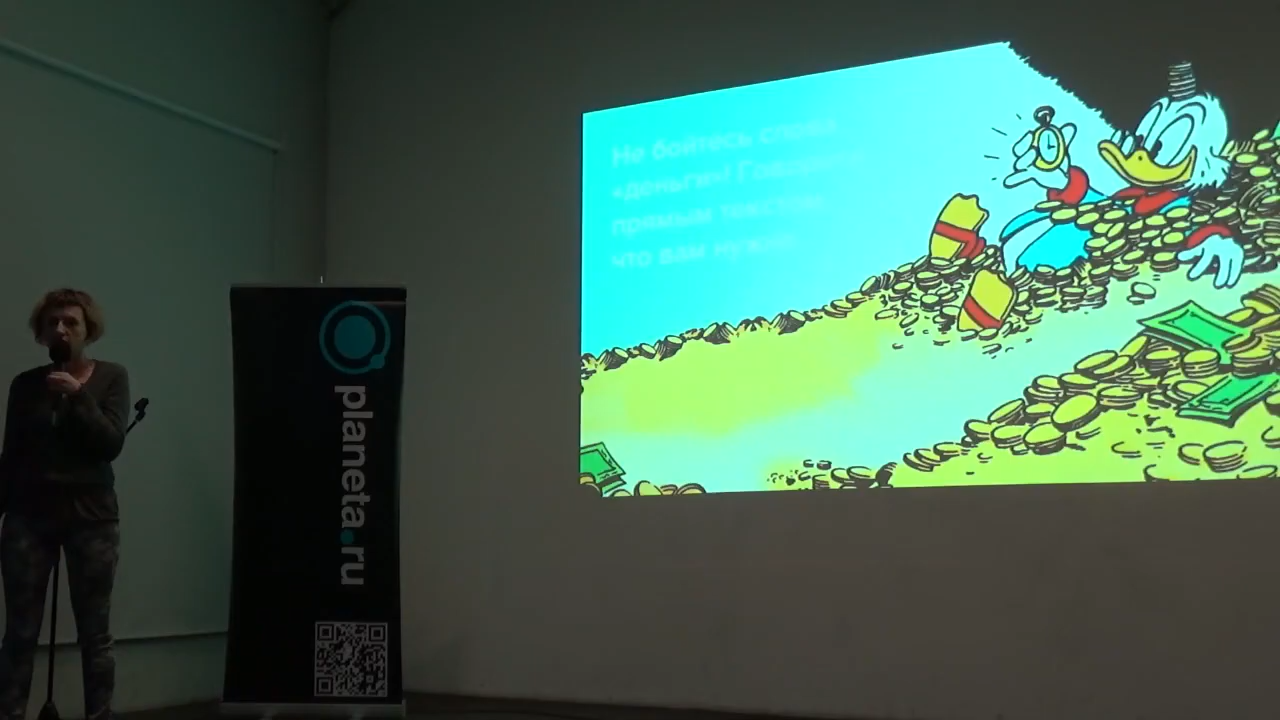 Не бойтесь слова
«деньги»! Говорите
прямым текстом,
что вам нужно
planeta.ru